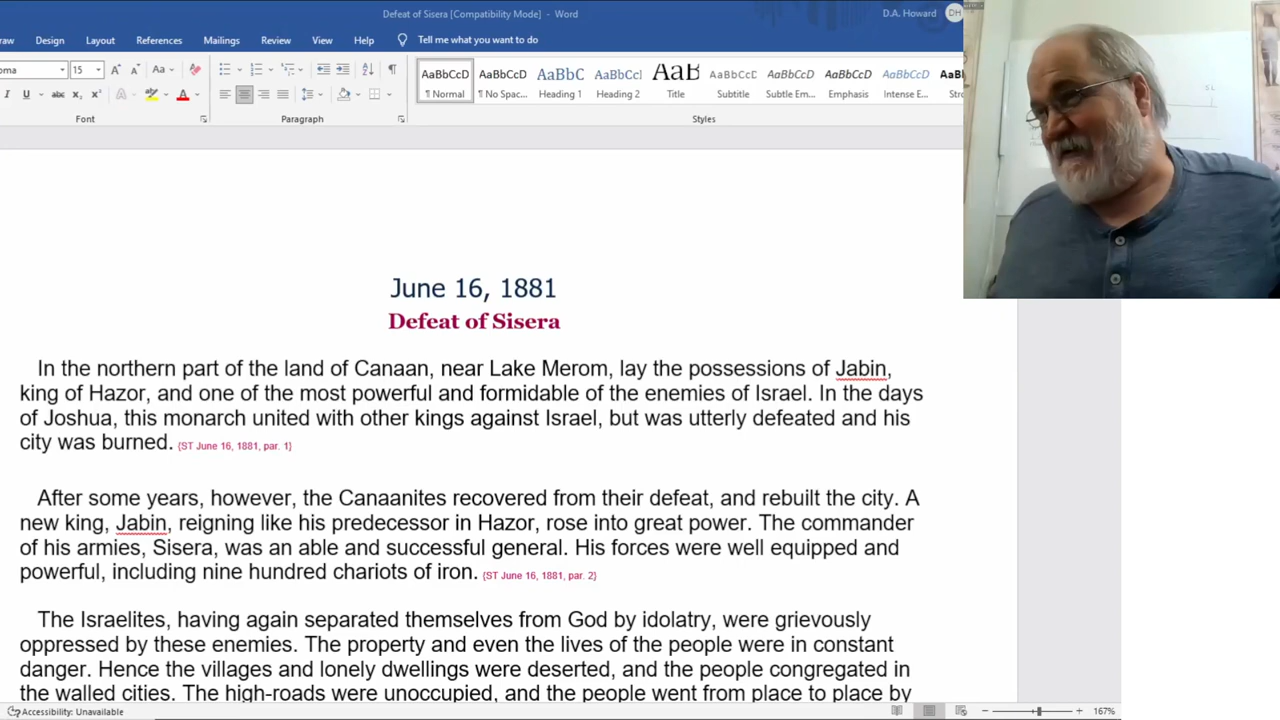 Defeat of Sisera [Compatibility Mode] - Word
D.A. Howard DH
Design Layout References Mailings Review View Help Tell me what you want to do
15 Aa
AaBbCcD AaBbCcD AaBbC AaBbCcI AaB AaBbCcD AaBbCcD AaBbCcD AaBbCcD
¶ Normal ¶ No Spac... Heading 1 Heading 2 Title Subtitle Subtle Em... Emphasis Intense E...
Font Paragraph Styles
June 16, 1881
Defeat of Sisera
In the northern part of the land of Canaan, near Lake Merom, lay the possessions of Jabin,
king of Hazor, and one of the most powerful and formidable of the enemies of Israel. In the days
of Joshua, this monarch united with other kings against Israel, but was utterly defeated and his
city was burned. {ST June 16, 1881, par. 1}
After some years, however, the Canaanites recovered from their defeat, and rebuilt the city. A
new king, Jabin, reigning like his predecessor in Hazor, rose into great power. The commander
of his armies, Sisera, was an able and successful general. His forces were well equipped and
powerful, including nine hundred chariots of iron. {ST June 16, 1881, par. 2}
The Israelites, having again separated themselves from God by idolatry, were grievously
oppressed by these enemies. The property and even the lives of the people were in constant
danger. Hence the villages and lonely dwellings were deserted, and the people congregated in
the walled cities. The high-roads were unoccupied, and the people went from place to place by
Accessibility: Unavailable
167%